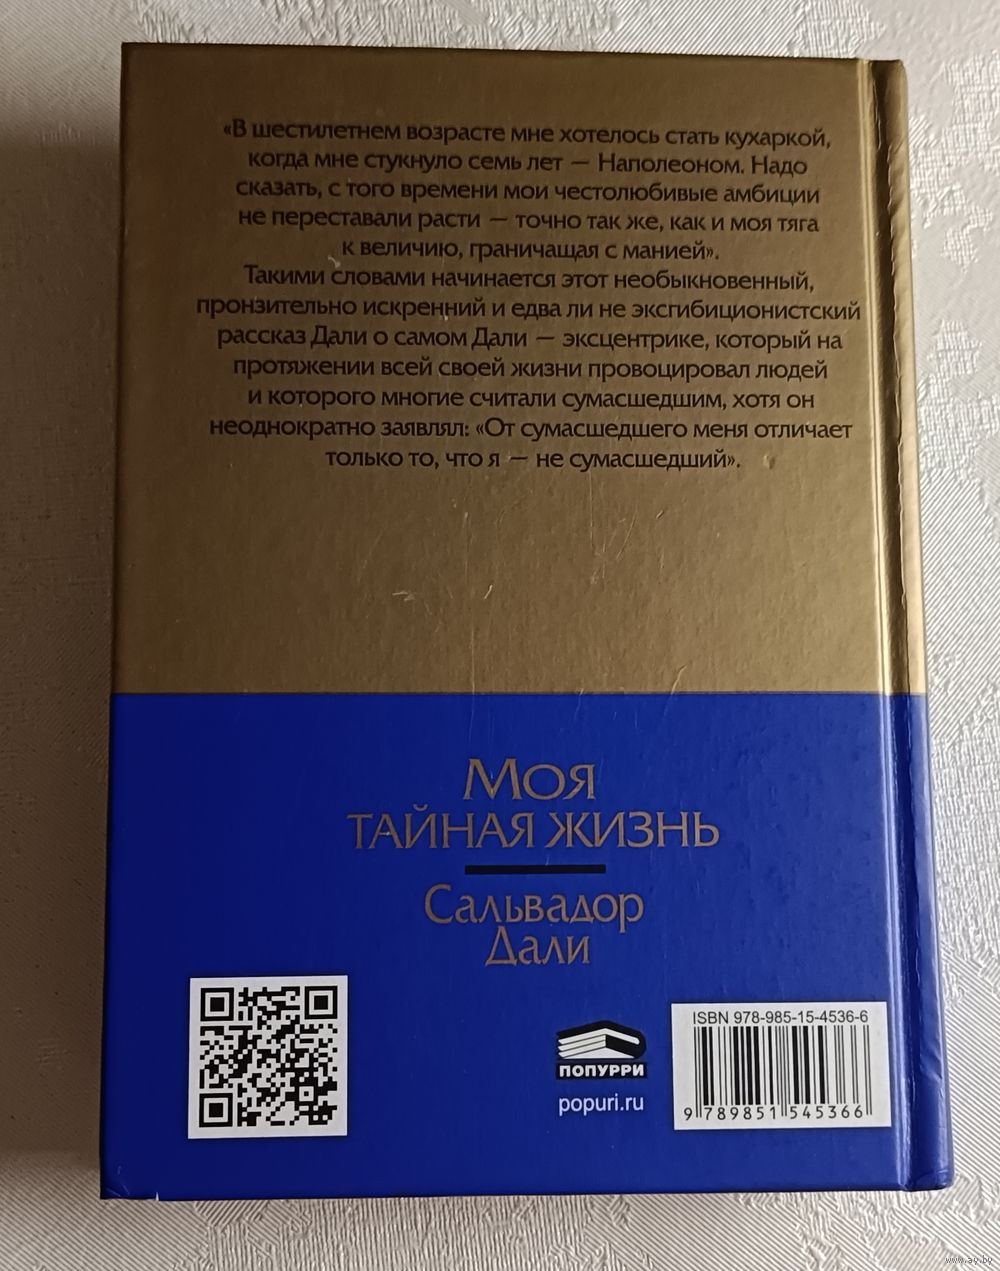 «В шестилетнем возрасте мне хотелось стать кухаркой,
когда мне стукнуло семь лет — Наполеоном. Надо
сказать, с того времени мои честолюбивые амбиции
не переставали расти — точно так же, как и моя тяга
к величию, граничащая с манией».
Такими словами начинается этот необыкновенный,
пронзительно искренний и едва ли не эксгибиционистский
рассказ Дали о самом Дали — эксцентрике, который на
протяжении всей своей жизни провоцировал людей
и которого многие считали сумасшедшим, хотя он
неоднократно заявлял: «От сумасшедшего меня отличает
только то, что я — не сумасшедший».
Моя
тайная жизнь
Сальвадор
Дали
ПОПУРРИ
popuri.ru
ISBN 978-985-15-4536-6
9 789851 545366
www.ay.by